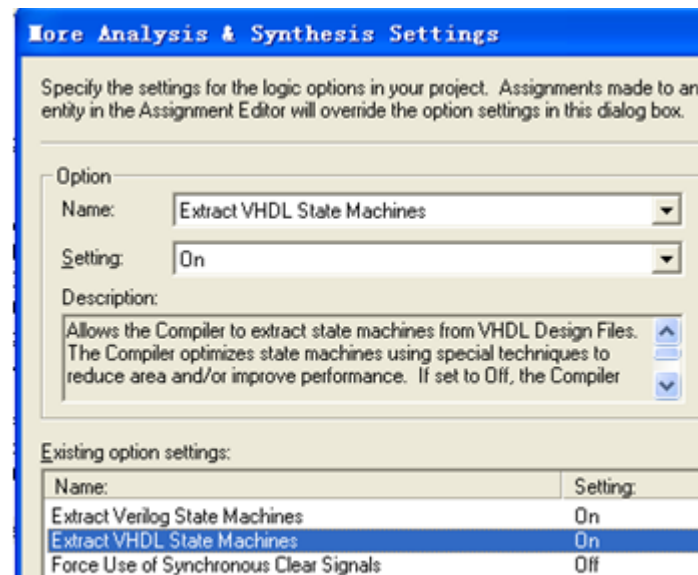 More Analysis & Synthesis Settings
Specify the settings for the logic options in your project. Assignments made to an
entity in the Assignment Editor will override the option settings in this dialog box.
Option
Name:
Extract VHDL State Machines
Setting:
On
Description:
Allows the Compiler to extract state machines from VHDL Design Files.
The Compiler optimizes state machines using special techniques to
reduce area and/or improve performance. If set to Off, the Compiler
Existing option settings:
Name: Setting:
Extract Verilog State Machines On
Extract VHDL State Machines On
Force Use of Synchronous Clear Signals Off